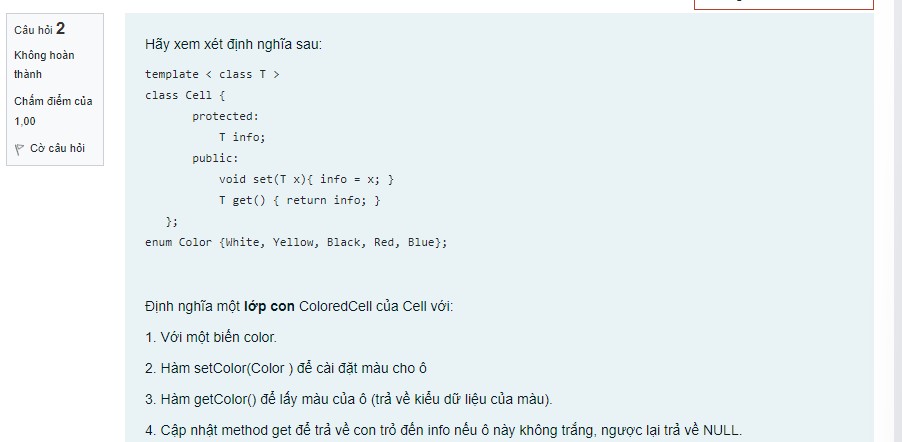 Câu hỏi 2
Không hoàn
thành
Chấm điểm của
1,00
Cờ câu hỏi
Hãy xem xét định nghĩa sau:
template < class T >
class Cell {
protected:
T info;
public:
void set(T x){ info = x; }
T get() { return info; }
};
enum Color {White, Yellow, Black, Red, Blue};
Định nghĩa một lớp con ColoredCell của Cell với:
1. Với một biến color.
2. Hàm setColor(Color ) để cài đặt màu cho ô
3. Hàm getColor() để lấy màu của ô (trả về kiểu dữ liệu của màu).
4. Cập nhật method get để trả về con trỏ đến info nếu ô này không trắng, ngược lại trả về NULL.